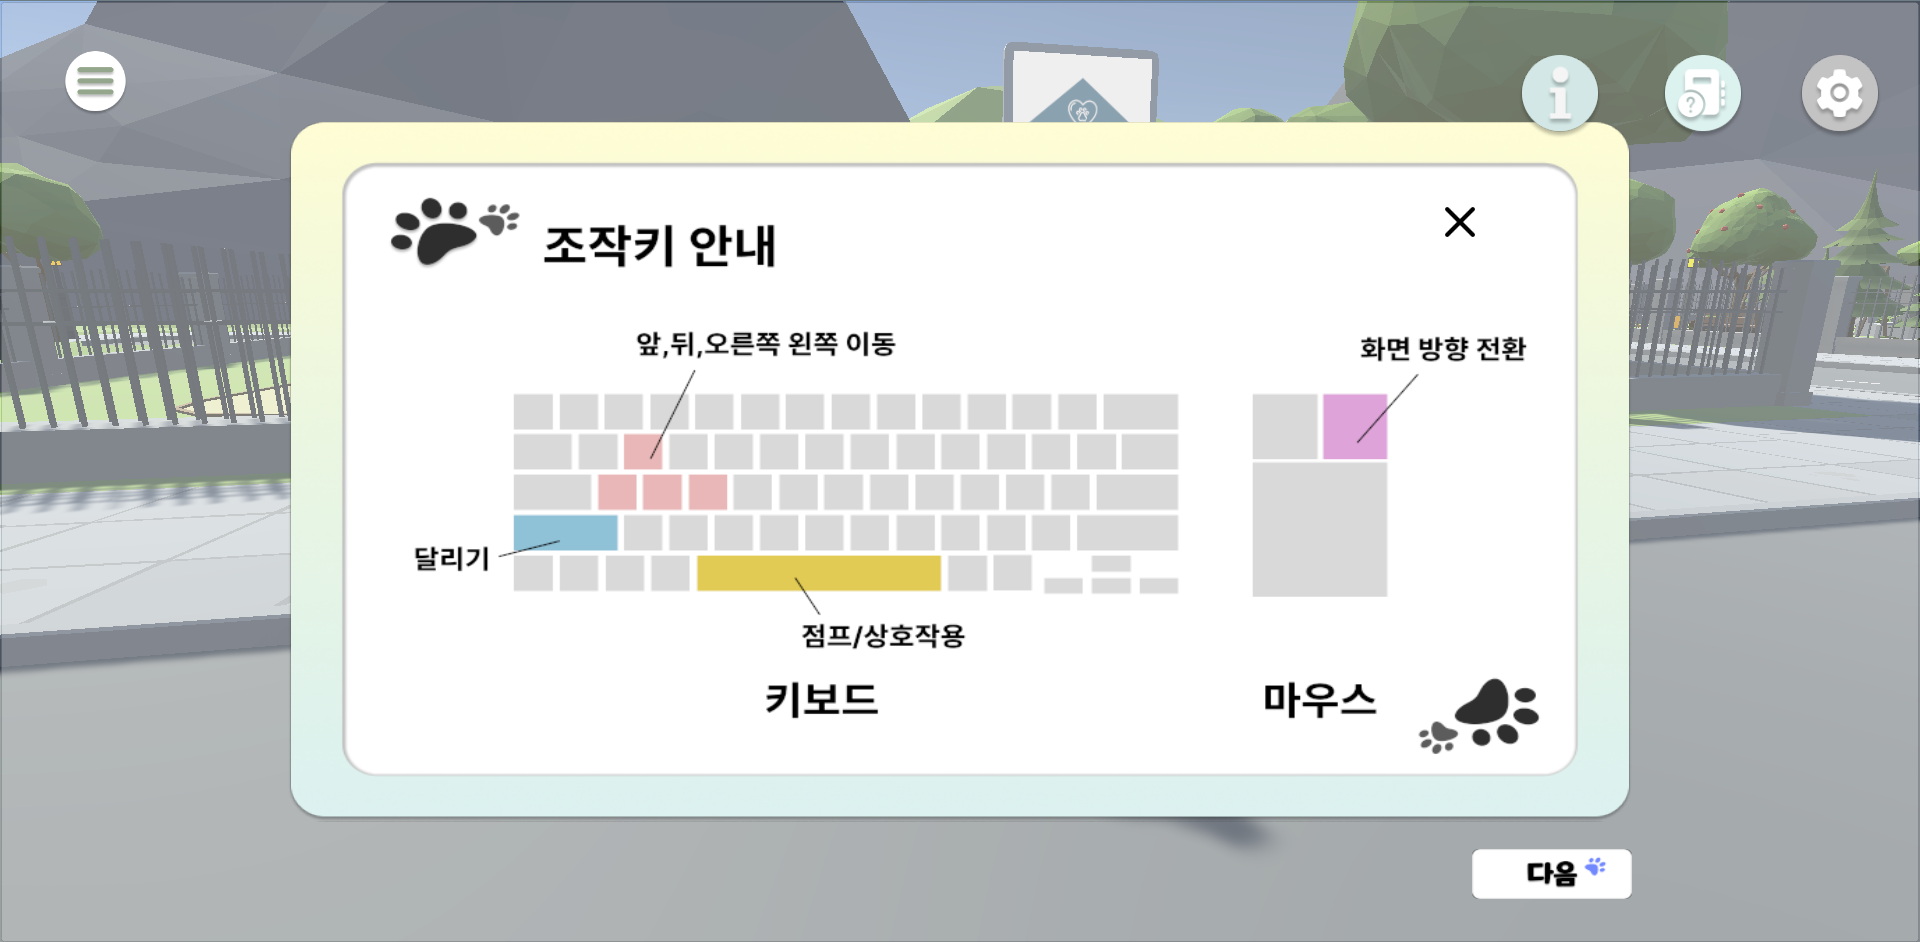 조작키 안내
앞,뒤,오른쪽 왼쪽 이동
화면 방향 전환
달리기
점프/상호작용
키보드
마우스
다음